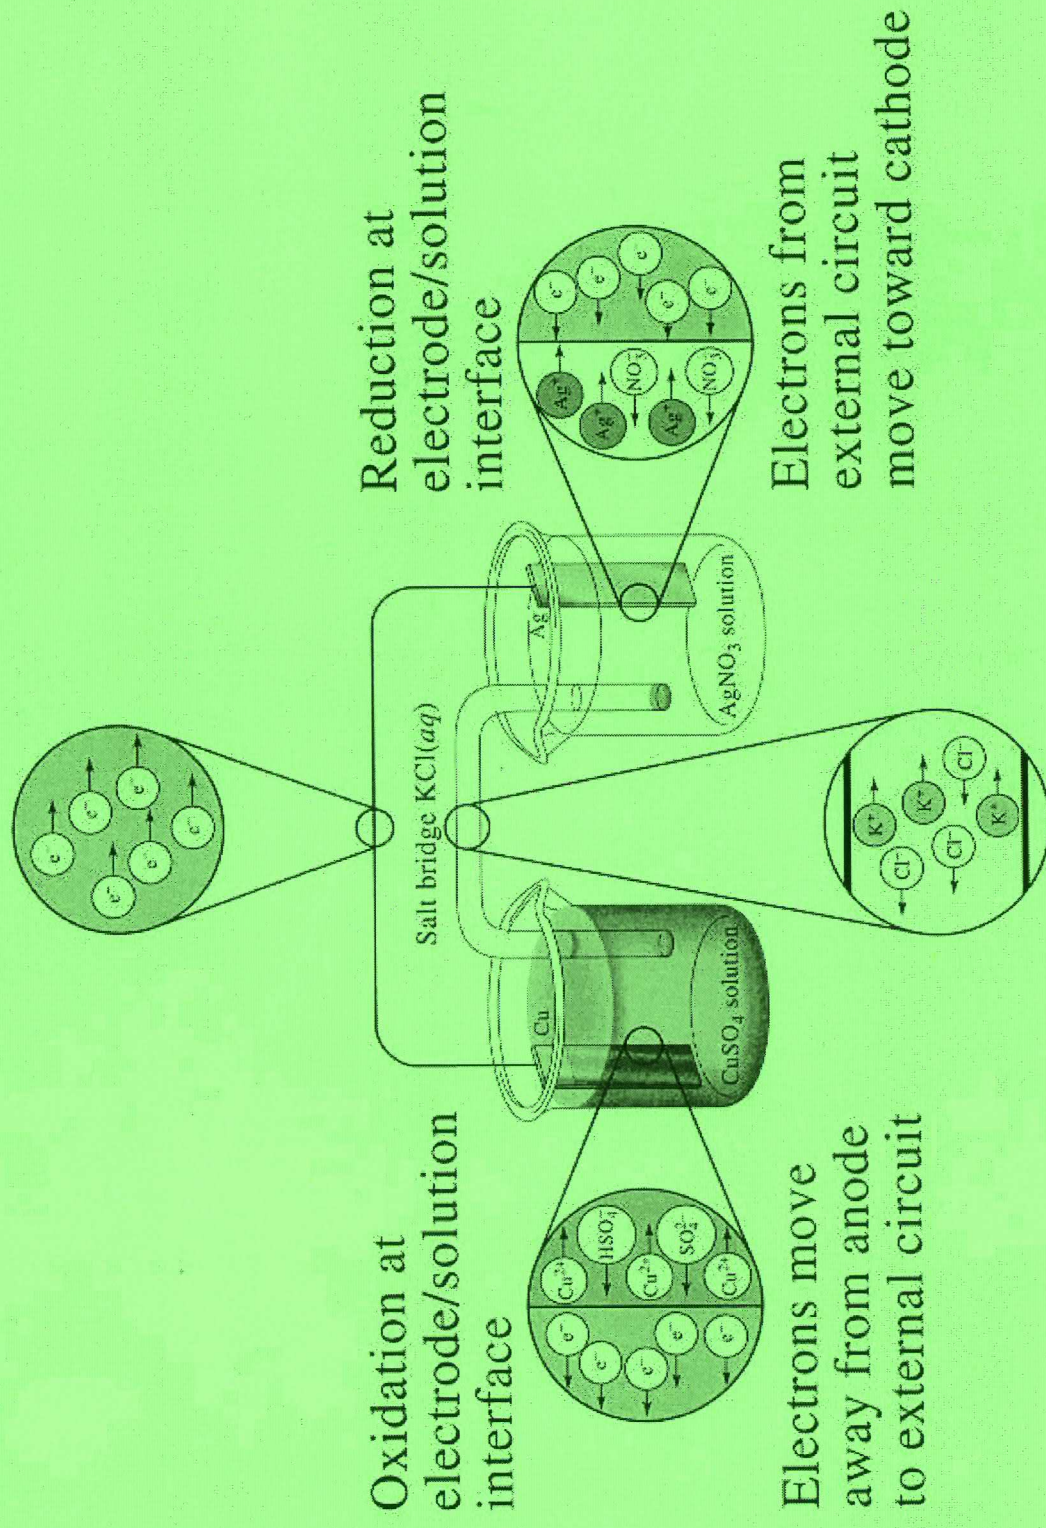 e⁻
e⁻
e⁻
e⁻
e⁻
e⁻
Salt bridge KCl(aq)
Oxidation at
electrode/solution
interface
Reduction at
electrode/solution
interface
Cu
Ag
e⁻
e⁻
e⁻
e⁻
e⁻
Cu²⁺
HSO₄⁻
Cu²⁺
SO₄²⁻
Cu²⁺
CuSO₄ solution
AgNO₃ solution
Ag⁺
Ag⁺
NO₃⁻
Ag⁺
NO₃⁻
e⁻
e⁻
e⁻
e⁻
e⁻
Electrons move
away from anode
to external circuit
K⁺
Cl⁻
K⁺
Cl⁻
Cl⁻
K⁺
Electrons from
external circuit
move toward cathode